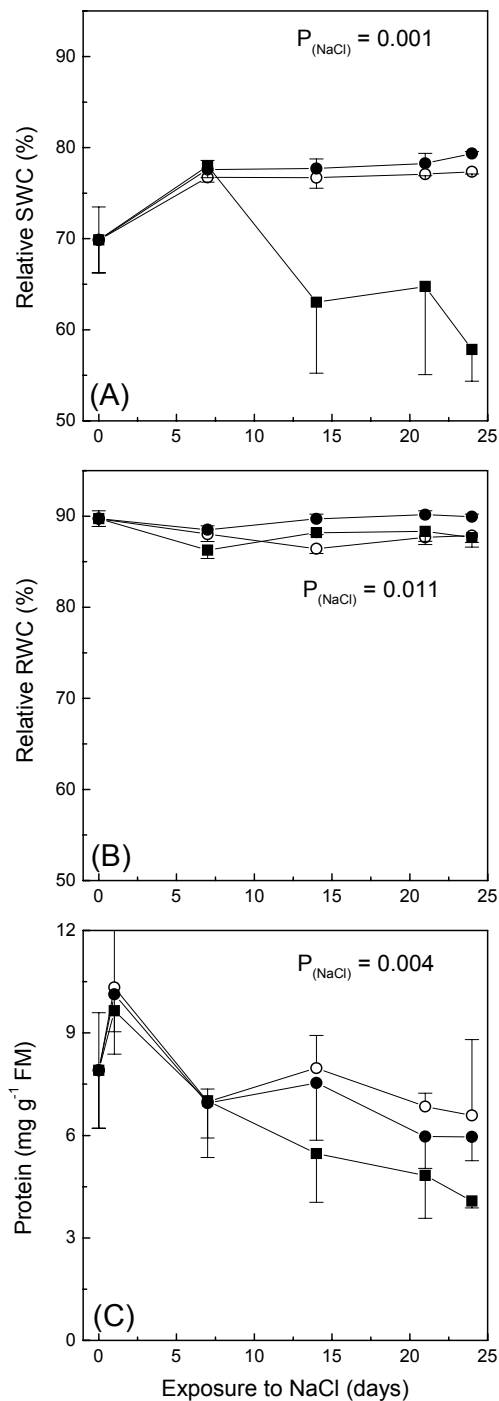 P(NaCl) = 0.001
Relative SWC (%)
90
80
70
60
50
(A)
0 5 10 15 20 25
P(NaCl) = 0.011
Relative RWC (%)
90
80
70
60
50
(B)
0 5 10 15 20 25
P(NaCl) = 0.004
Protein (mg g-1 FM)
12
9
6
3
0
(C)
0 5 10 15 20 25
Exposure to NaCl (days)